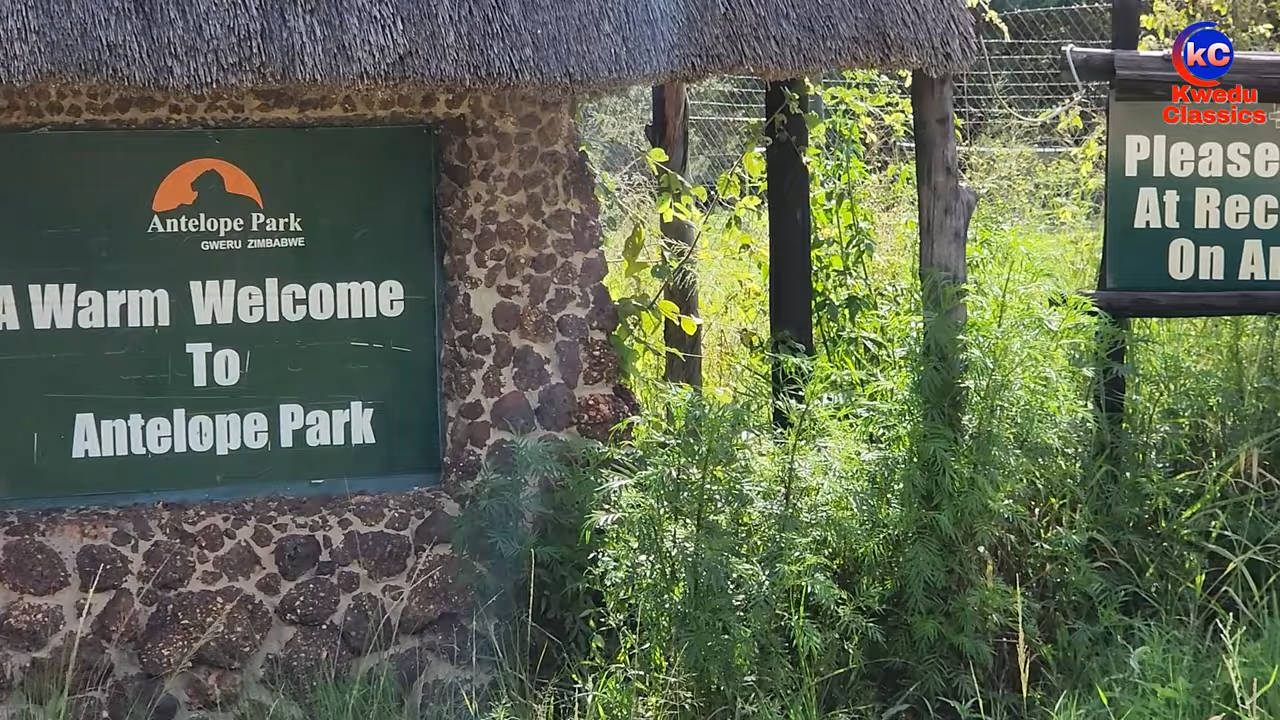 Antelope Park
GWERU ZIMBABWE
A Warm Welcome
To
Antelope Park
Please
At Rec
On Ar
KC
Kwedu
Classics